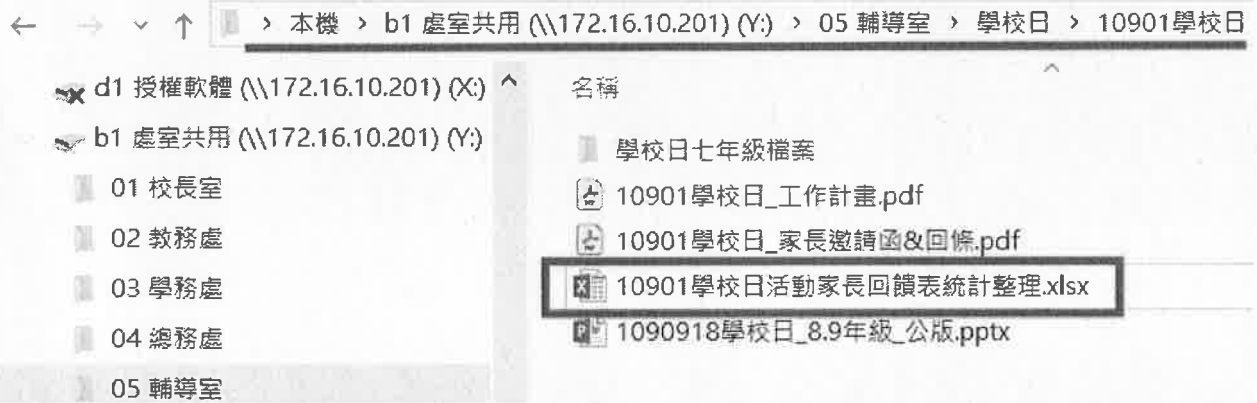 本機 > b1 處室共用 (\\172.16.10.201) (Y:) > 05 輔導室 > 學校日 > 10901學校日
d1 授權軟體 (\\172.16.10.201) (X:)
b1 處室共用 (\\172.16.10.201) (Y:)
01 校長室
02 教務處
03 學務處
04 總務處
05 輔導室
名稱
學校日七年級檔案
10901學校日_工作計畫.pdf
10901學校日_家長邀請函&回條.pdf
10901學校日活動家長回饋表統計整理.xlsx
1090918學校日_8.9年級_公版.pptx